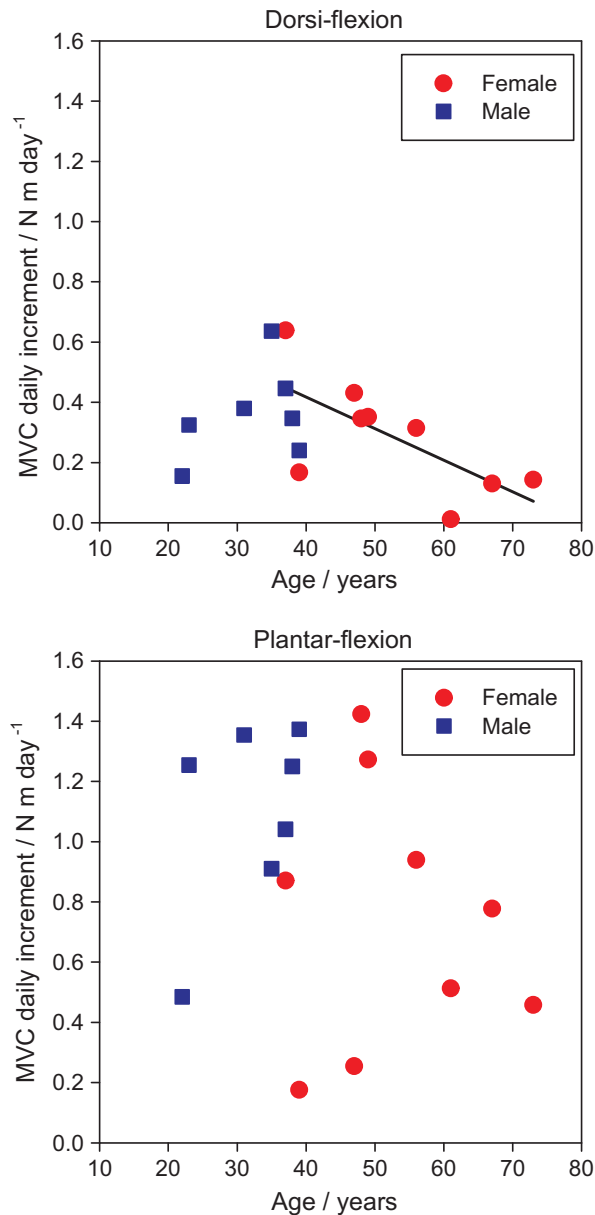 Dorsi-flexion
1.6
1.4
1.2
1.0
0.8
0.6
0.4
0.2
0.0
MVC daily increment / N m day⁻¹
Female
Male
10 20 30 40 50 60 70 80
Age / years
Plantar-flexion
1.6
1.4
1.2
1.0
0.8
0.6
0.4
0.2
0.0
MVC daily increment / N m day⁻¹
Female
Male
10 20 30 40 50 60 70 80
Age / years